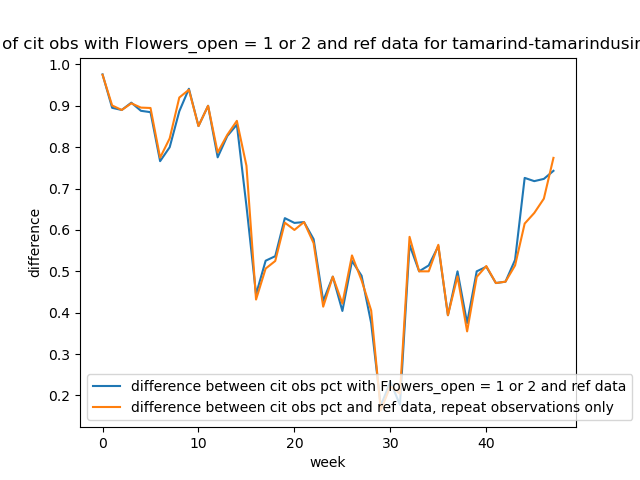 of cit obs with Flowers_open = 1 or 2 and ref data for tamarind-tamarindusin
1.0
0.9
0.8
0.7
0.6
0.5
0.4
0.3
0.2
difference
difference between cit obs pct with Flowers_open = 1 or 2 and ref data
difference between cit obs pct and ref data, repeat observations only
0 10 20 30 40
week